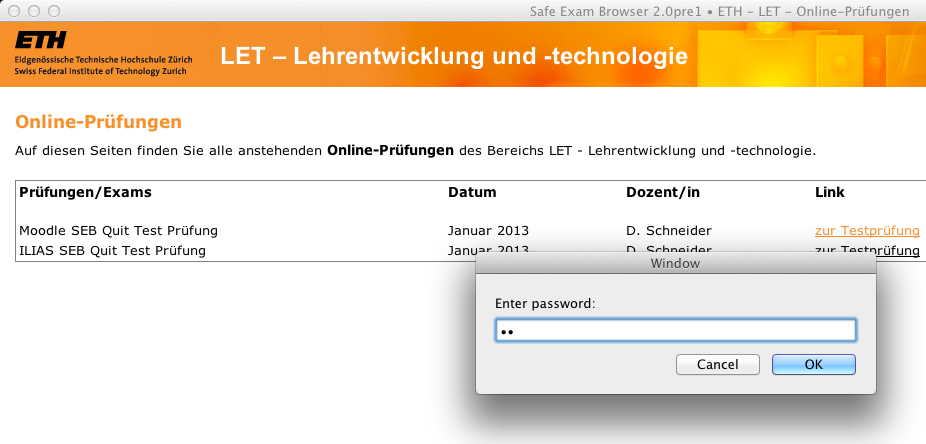 Safe Exam Browser 2.0pre1 • ETH – LET – Online-Prüfungen
ETH
Eidgenössische Technische Hochschule Zürich
Swiss Federal Institute of Technology Zurich
LET – Lehrentwicklung und -technologie
Online-Prüfungen
Auf diesen Seiten finden Sie alle anstehenden Online-Prüfungen des Bereichs LET - Lehrentwicklung und -technologie.
Prüfungen/Exams Datum Dozent/in Link
Moodle SEB Quit Test Prüfung Januar 2013 D. Schneider zur Testprüfung
ILIAS SEB Quit Test Prüfung Januar 2013 D. Schneider zur Testprüfung
Window
Enter password:
••
Cancel OK